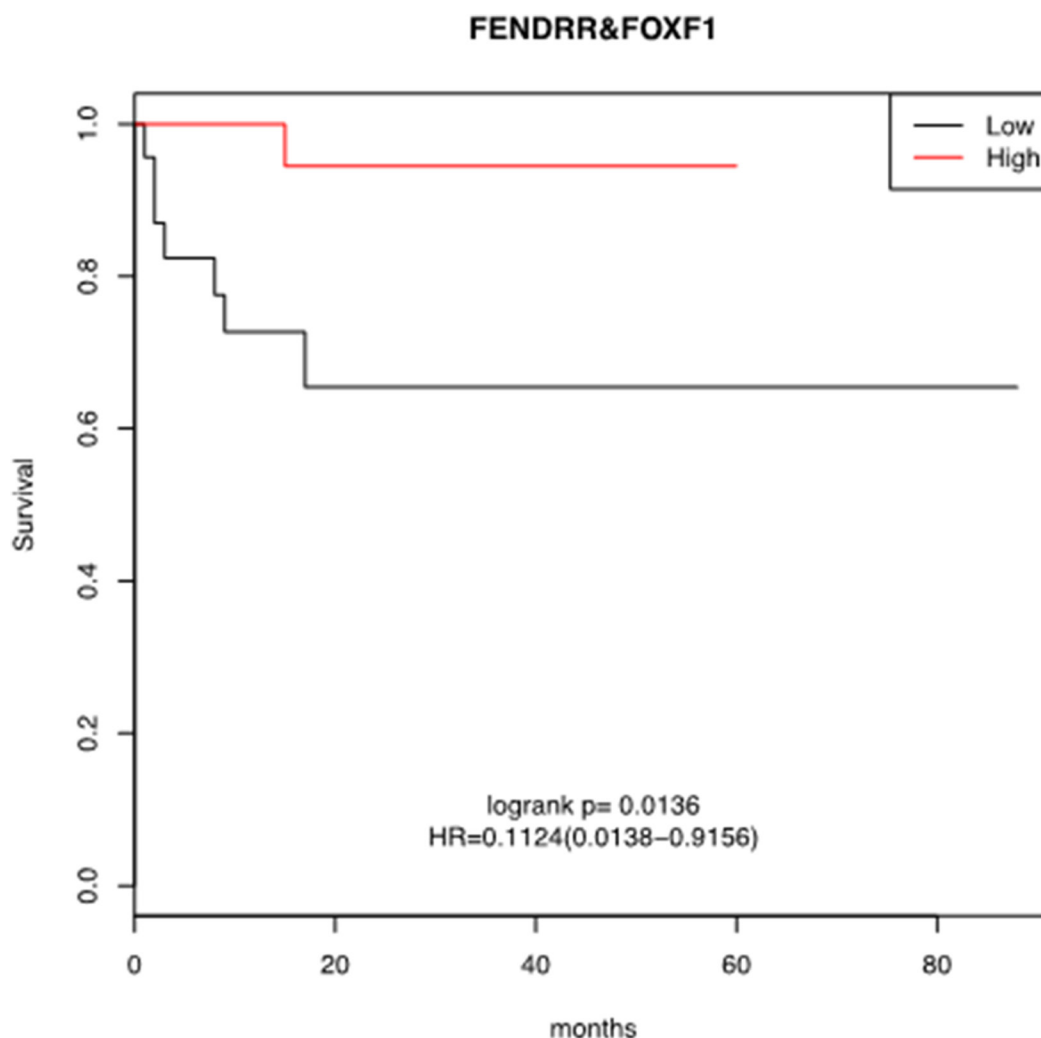 FENDRR&FOXF1
Low
High
1.0
0.8
0.6
0.4
0.2
0.0
Survival
logrank p= 0.0136
HR=0.1124(0.0138−0.9156)
0 20 40 60 80
months